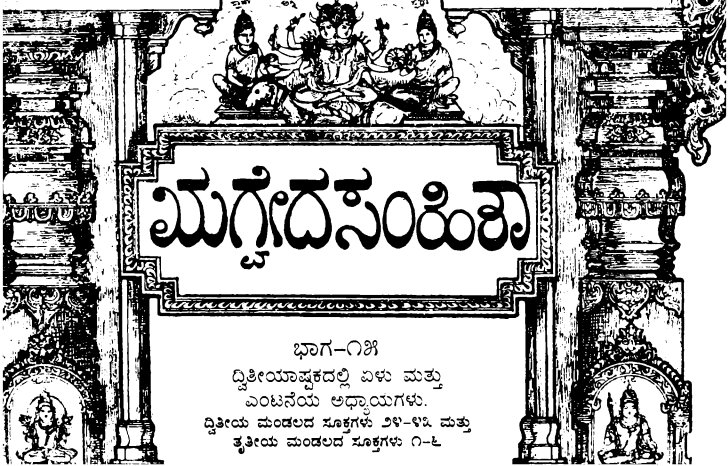 ಋಗ್ವೇದಸಂಹಿತಾ
ಭಾಗ-೧೫
ದ್ವಿತೀಯಾಷ್ಟಕದಲ್ಲಿ ಏಳು ಮತ್ತು
ಎಂಟನೆಯ ಅಧ್ಯಾಯಗಳು.
ದ್ವಿತೀಯ ಮಂಡಲದ ಸೂಕ್ತಗಳು ೨೪-೪೩ ಮತ್ತು
ತೃತೀಯ ಮಂಡಲದ ಸೂಕ್ತಗಳು ೧-೬